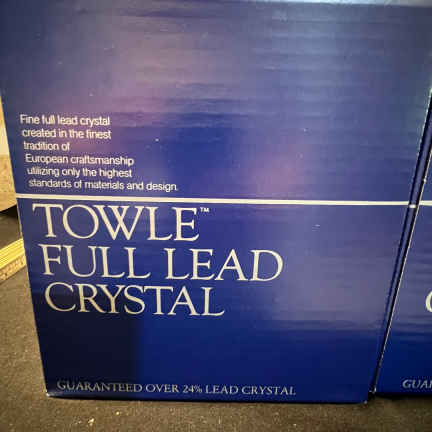 Fine full lead crystal
created in the finest
tradition of
European craftsmanship
utilizing only the highest
standards of materials and design.
TOWLE™
FULL LEAD
CRYSTAL
GUARANTEED OVER 24% LEAD CRYSTAL